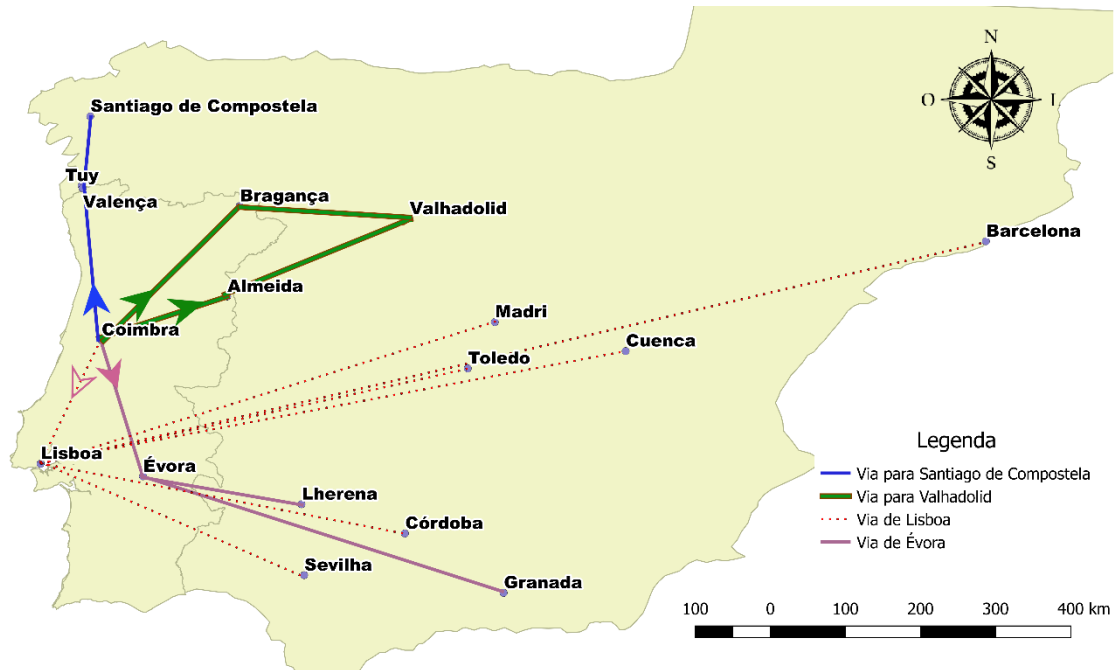 N
O
L
S
Santiago de Compostela
Tuy
Valença
Bragança
Valhadolid
Barcelona
Almeida
Coimbra
Madri
Cuenca
Toledo
Lisboa
Évora
Lherena
Córdoba
Sevilha
Granada
Legenda
Via para Santiago de Compostela
Via para Valhadolid
Via de Lisboa
Via de Évora
100 0 100 200 300 400 km